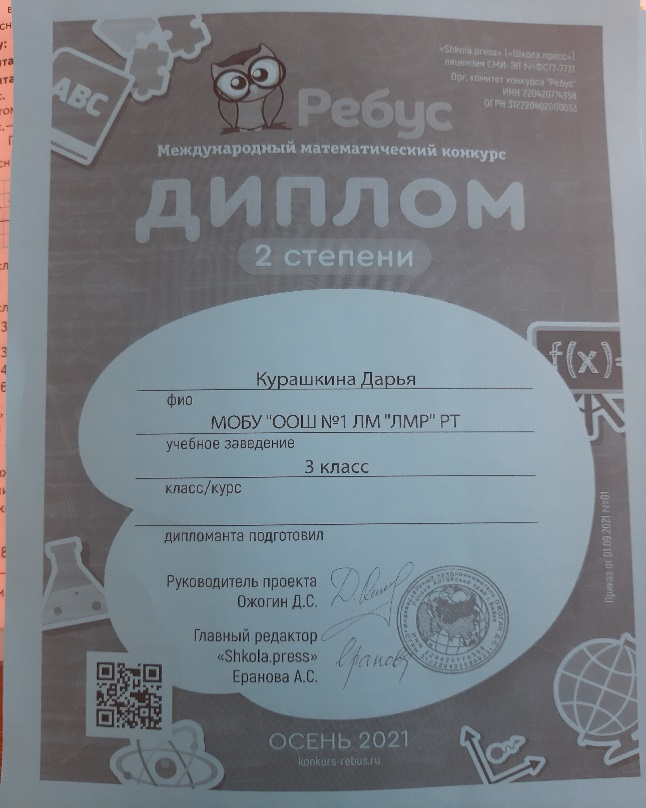 «Shkola.press» («Школа пресс»)
лицензия СМИ: ЭЛ №ФС77-7731
Орг. комитет конкурса "Ребус"
ИНН 220420774358
ОГРН 312220402000033
ABC
Ребус
Международный математический конкурс
ДИПЛОМ
2 степени
f(x)=
Курашкина Дарья
фио
МОБУ "ООШ №1 ЛМ "ЛМР" РТ
учебное заведение
3 класс
класс/курс
дипломанта подготовил
Приказ от 01.09.2021 №01
Руководитель проекта
Ожогин Д.С.
Главный редактор
«Shkola.press»
Еранова А.С.
ОСЕНЬ 2021
konkurs-rebus.ru